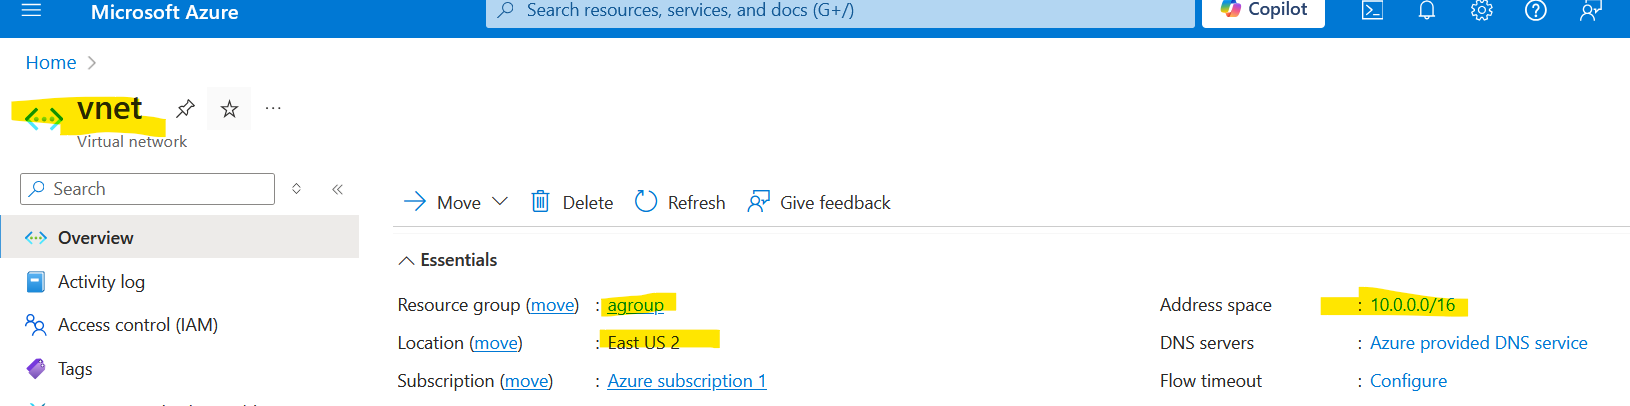 Microsoft Azure
Search resources, services, and docs (G+/)
Copilot
Home
vnet
Virtual network
Search
Move
Delete
Refresh
Give feedback
Overview
Essentials
Activity log
Resource group (move) : agroup
Address space : 10.0.0.0/16
Access control (IAM)
Location (move) : East US 2
DNS servers : Azure provided DNS service
Tags
Subscription (move) : Azure subscription 1
Flow timeout : Configure